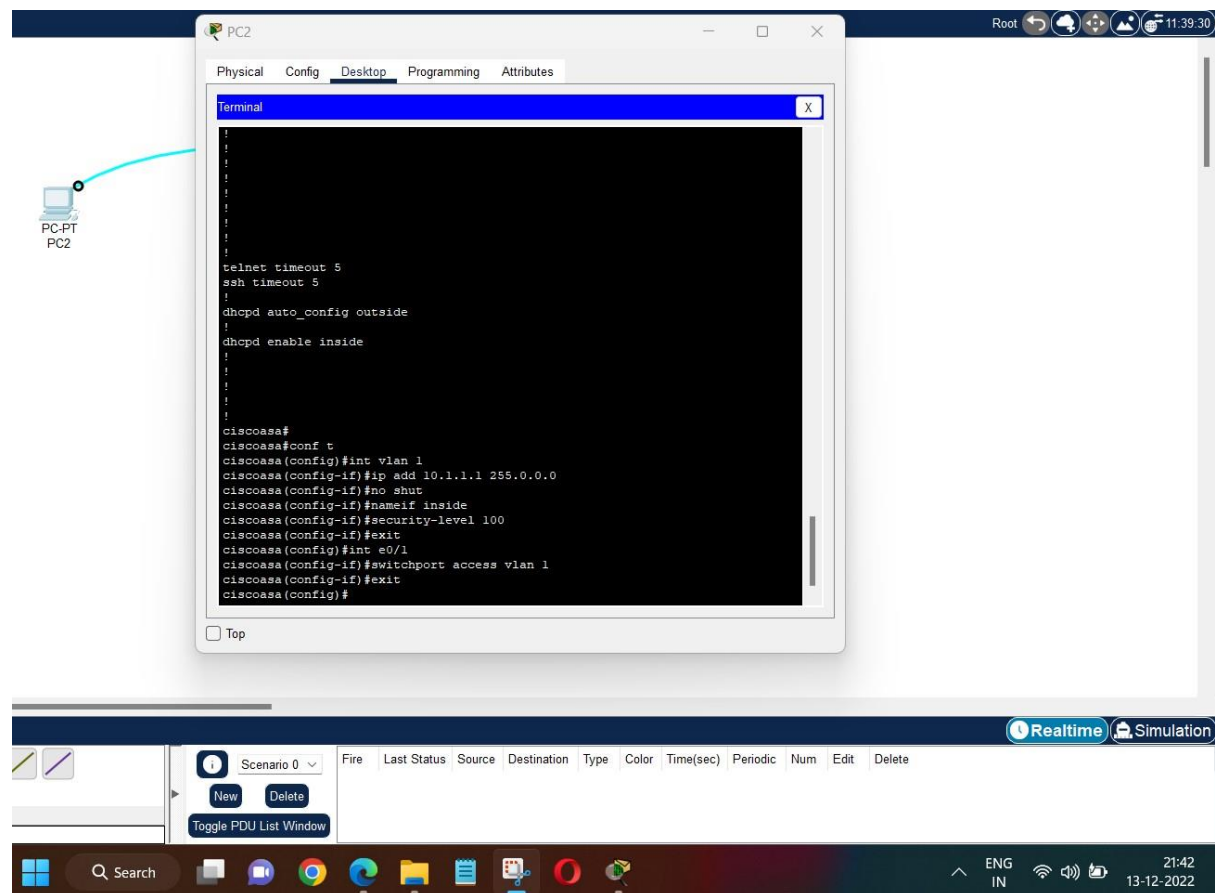 PC2
Root
11:39:30
Physical Config Desktop Programming Attributes
Terminal
X
!
!
!
!
!
!
!
!
!
telnet timeout 5
ssh timeout 5
!
dhcpd auto_config outside
!
dhcpd enable inside
!
!
!
!
!
ciscoasa#
ciscoasa#conf t
ciscoasa(config)#int vlan 1
ciscoasa(config-if)#ip add 10.1.1.1 255.0.0.0
ciscoasa(config-if)#no shut
ciscoasa(config-if)#nameif inside
ciscoasa(config-if)#security-level 100
ciscoasa(config-if)#exit
ciscoasa(config)#int e0/1
ciscoasa(config-if)#switchport access vlan 1
ciscoasa(config-if)#exit
ciscoasa(config)#
Top
PC-PT
PC2
Realtime Simulation
Scenario 0
New Delete
Toggle PDU List Window
Fire Last Status Source Destination Type Color Time(sec) Periodic Num Edit Delete
Search
ENG
IN
21:42
13-12-2022